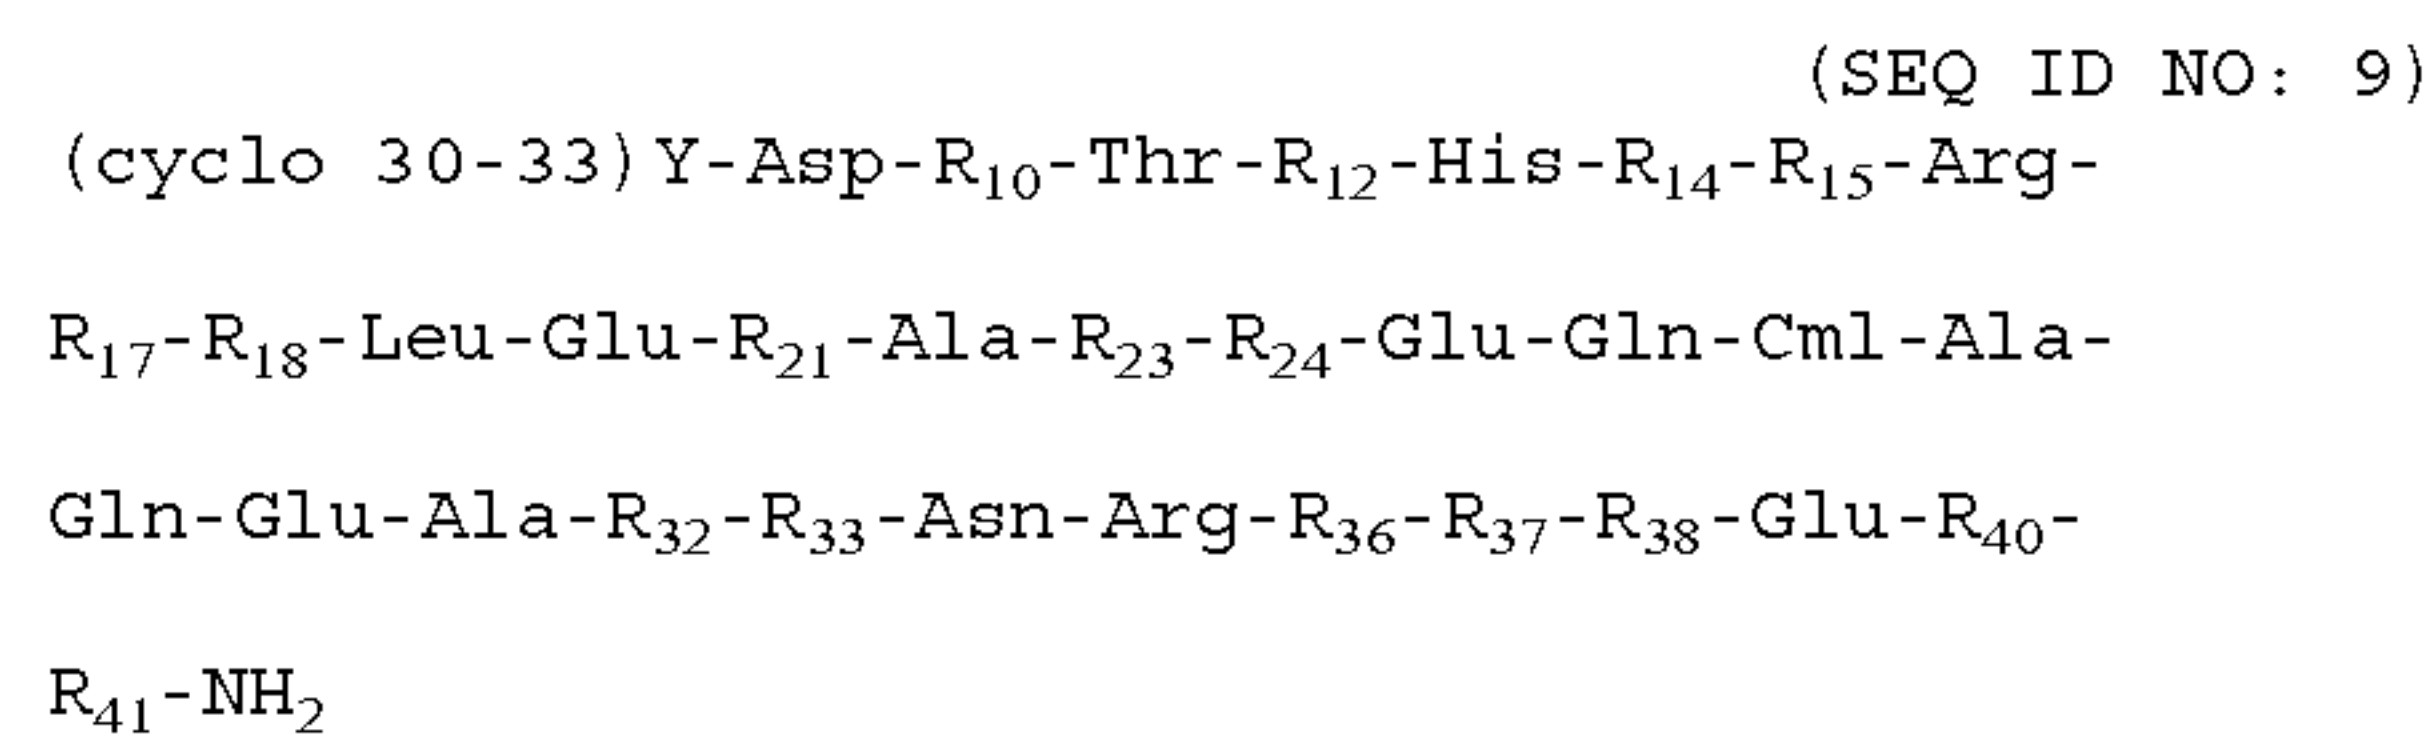 (SEQ ID NO: 9)
(cyclo 30-33)Y-Asp-R₁₀-Thr-R₁₂-His-R₁₄-R₁₅-Arg-
R₁₇-R₁₈-Leu-Glu-R₂₁-Ala-R₂₃-R₂₄-Glu-Gln-Cml-Ala-
Gln-Glu-Ala-R₃₂-R₃₃-Asn-Arg-R₃₆-R₃₇-R₃₈-Glu-R₄₀-
R₄₁-NH₂